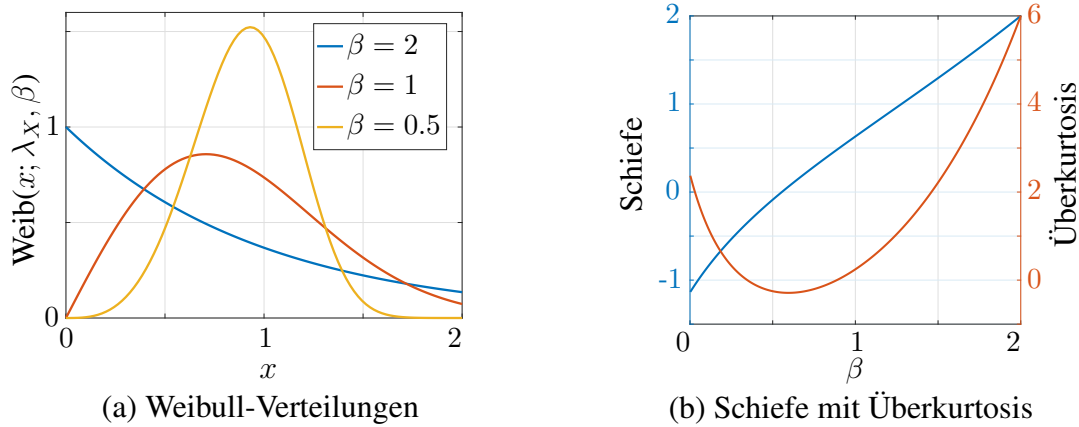 Weib(x; λ_X, β)
1
0
β = 2
β = 1
β = 0.5
0
1
2
x
(a) Weibull-Verteilungen
Schiefe
2
1
0
-1
0
1
2
β
6
4
2
0
Überkurtosis
(b) Schiefe mit Überkurtosis